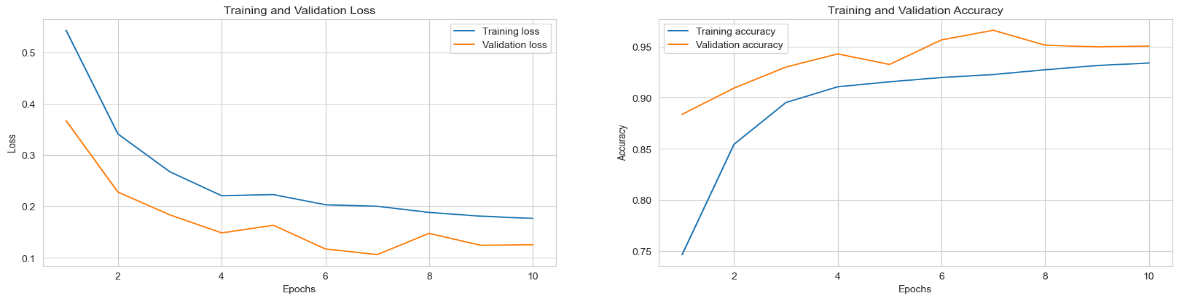 Training and Validation Loss
Training loss
Validation loss
0.5
0.4
0.3
0.2
0.1
Loss
2
4
6
8
10
Epochs
Training and Validation Accuracy
Training accuracy
Validation accuracy
0.95
0.90
0.85
0.80
0.75
Accuracy
2
4
6
8
10
Epochs